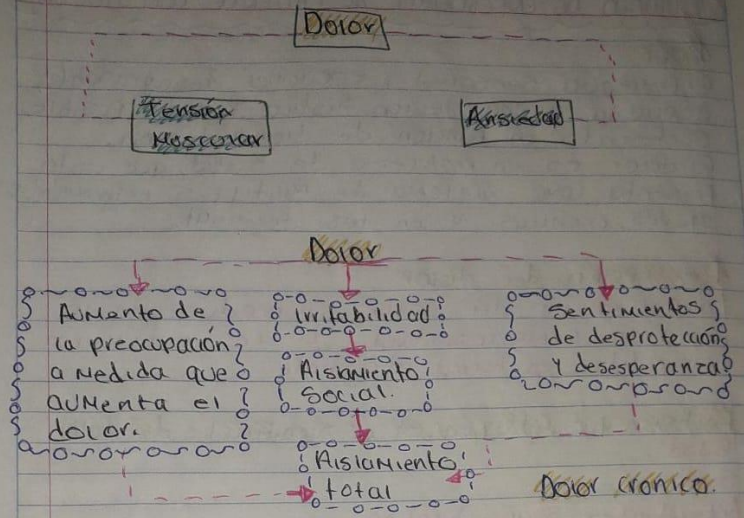 Dolor
Tensión
Muscular
Ansiedad
Dolor
Aumento de
la preocupación
a medida que
aumenta el
dolor.
Irritabilidad
Aislamiento
Social.
Sentimientos
de desprotección
y desesperanza
Aislamiento
total
Dolor cronico.